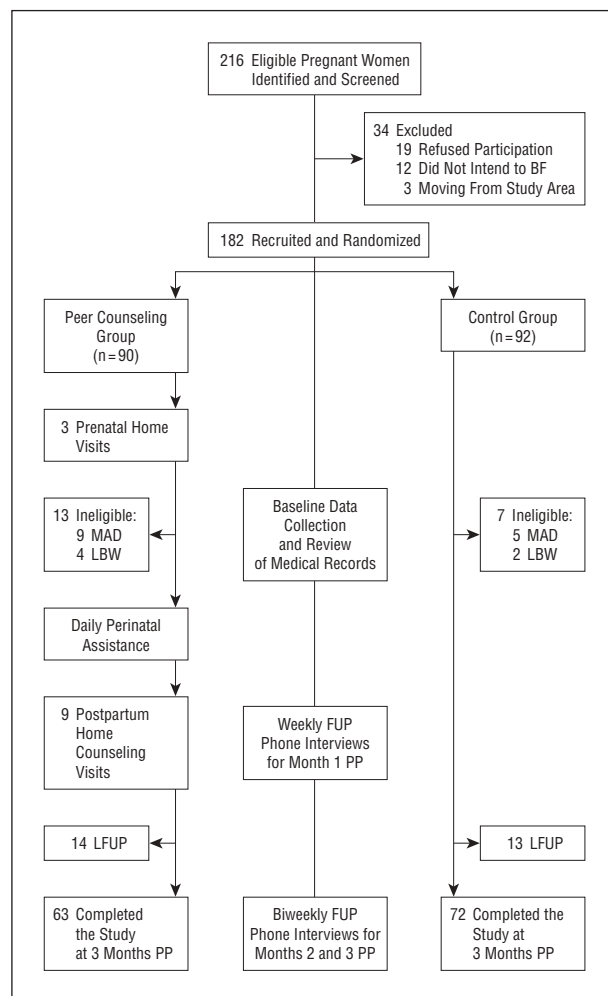 216 Eligible Pregnant Women
Identified and Screened
34 Excluded
19 Refused Participation
12 Did Not Intend to BF
3 Moving From Study Area
182 Recruited and Randomized
Peer Counseling
Group
(n=90)
Control Group
(n=92)
3 Prenatal Home
Visits
13 Ineligible:
9 MAD
4 LBW
Baseline Data
Collection
and Review
of Medical Records
7 Ineligible:
5 MAD
2 LBW
Daily Perinatal
Assistance
9 Postpartum
Home
Counseling
Visits
Weekly FUP
Phone Interviews
for Month 1 PP
14 LFUP
13 LFUP
63 Completed
the Study
at 3 Months PP
Biweekly FUP
Phone Interviews for
Months 2 and 3 PP
72 Completed the
Study at
3 Months PP